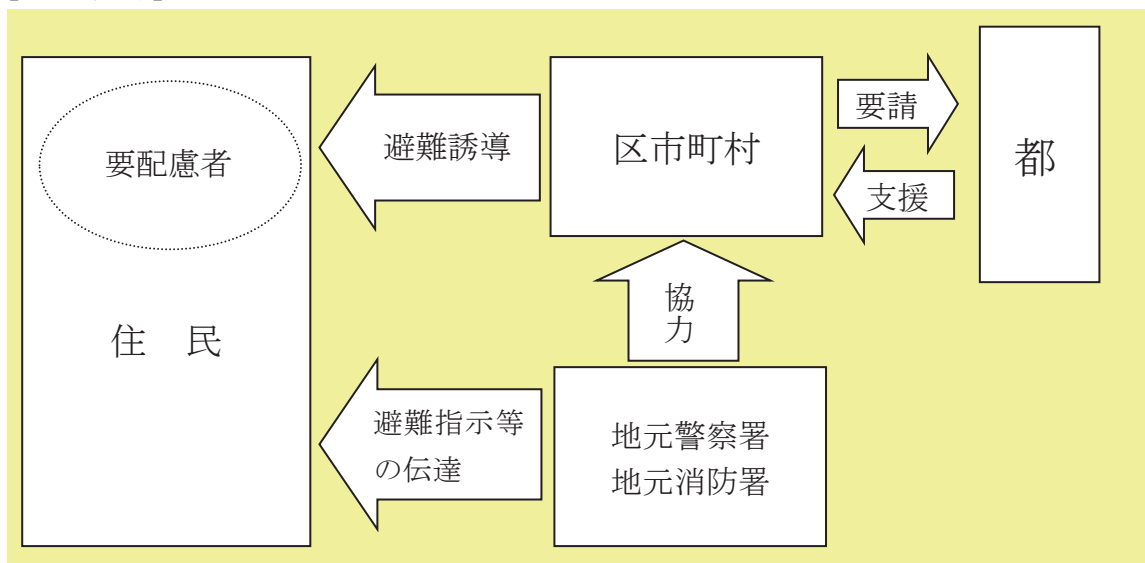 要配慮者
住　民
避難誘導
区市町村
要請
支援
都
協力
避難指示等
の伝達
地元警察署
地元消防署